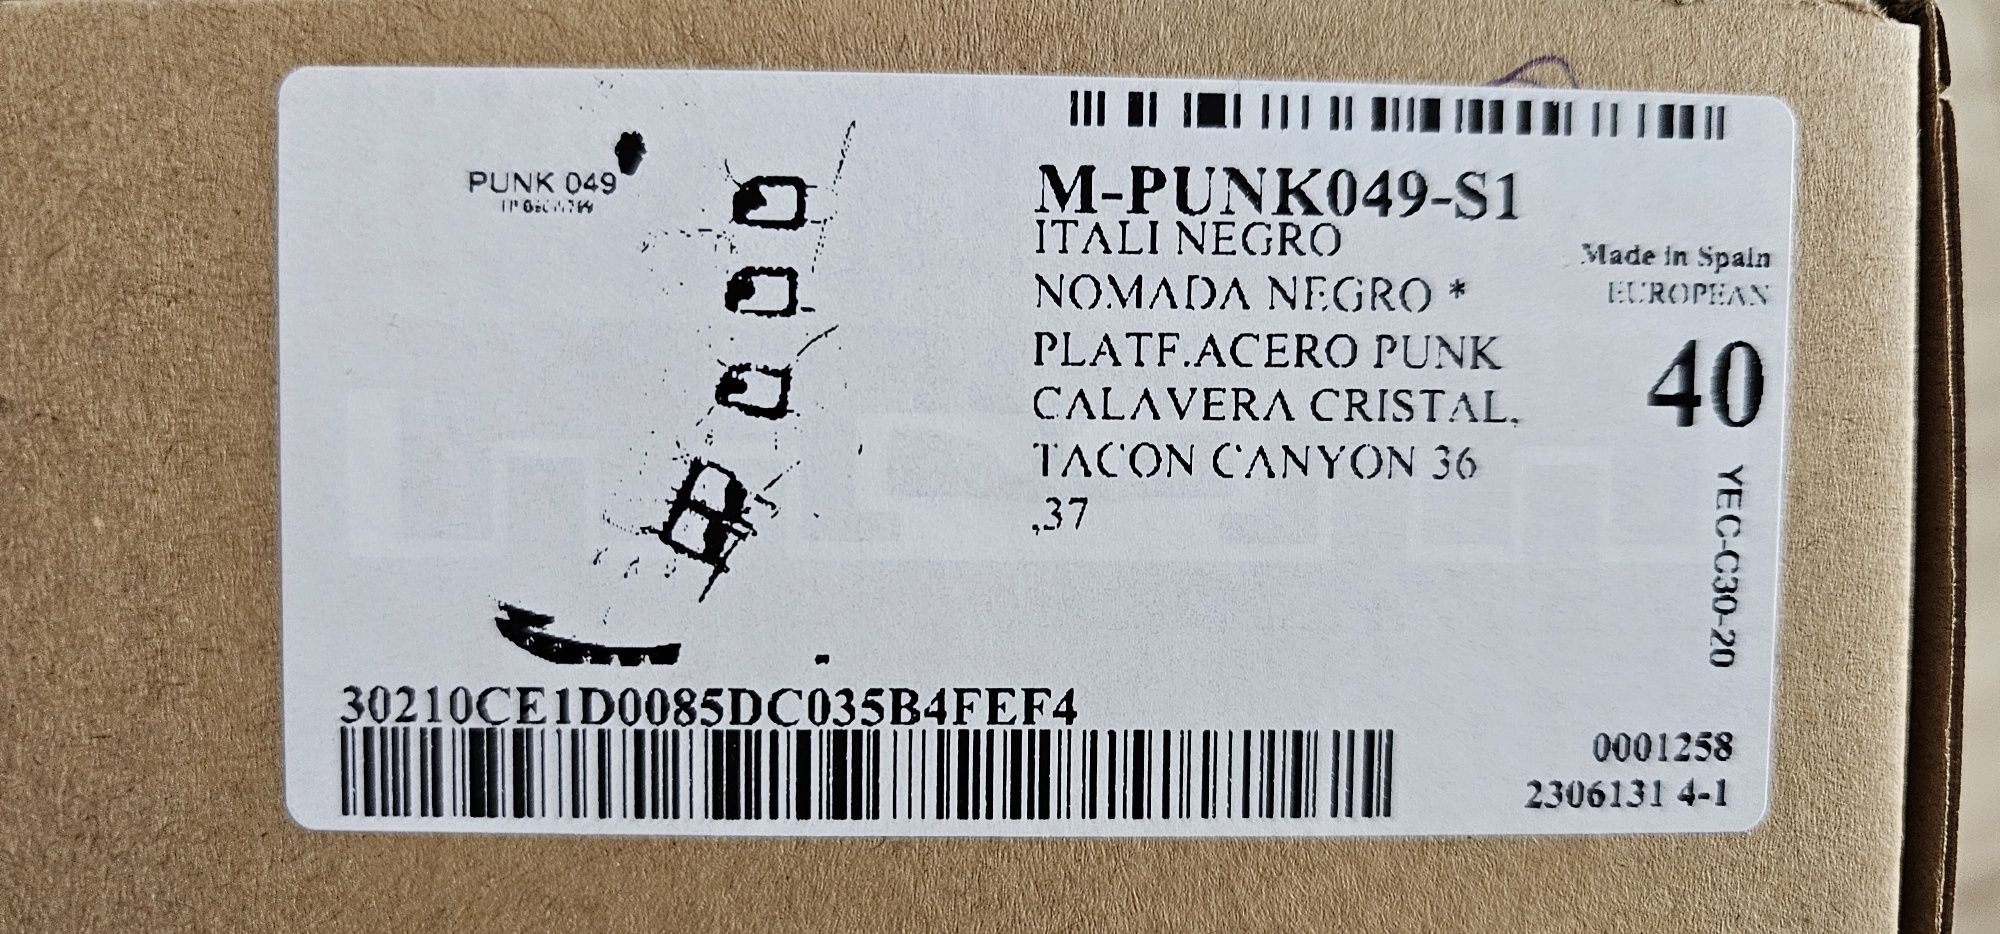 PUNK 049
M-PUNK049-S1
ITALI NEGRO
NOMADA NEGRO *
PLATF.ACERO PUNK
CALAVERA CRISTAL.
TACON CANYON 36
,37
Made in Spain
EUROPEAN
40
YEC-C30-20
30210CE1D0085DC035B4FEF4
0001258
2306131 4-1